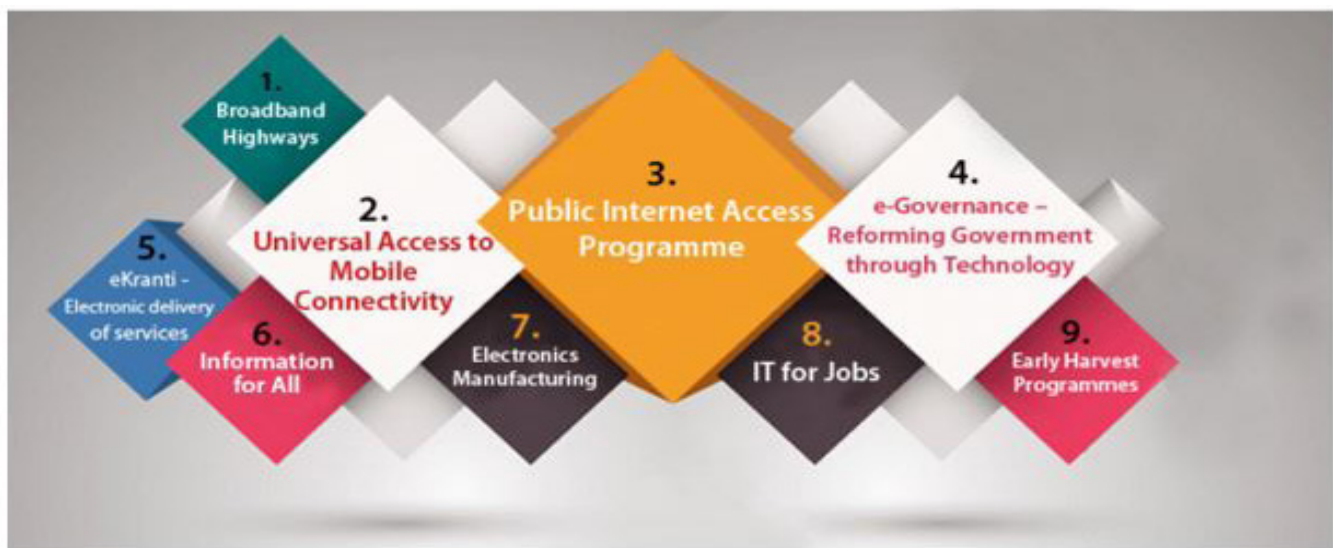 1.
Broadband
Highways
2.
Universal Access to
Mobile
Connectivity
3.
Public Internet Access
Programme
4.
e-Governance –
Reforming Government
through Technology
5.
eKranti –
Electronic delivery
of services
6.
Information
for All
7.
Electronics
Manufacturing
8.
IT for Jobs
9.
Early Harvest
Programmes